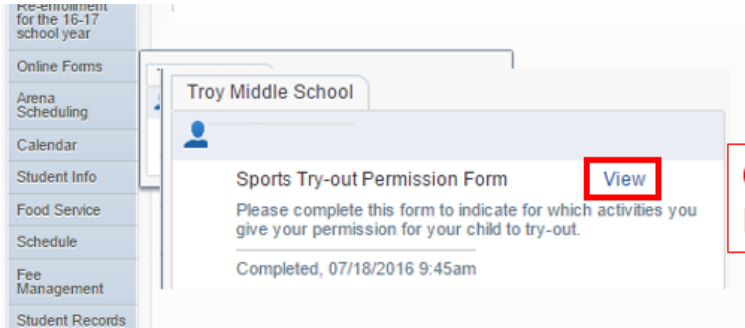 Re-enrollment
for the 16-17
school year
Online Forms
Arena
Scheduling
Calendar
Student Info
Food Service
Schedule
Fee
Management
Student Records
Troy Middle School
Sports Try-out Permission Form View
Please complete this form to indicate for which activities you
give your permission for your child to try-out.
Completed, 07/18/2016 9:45am